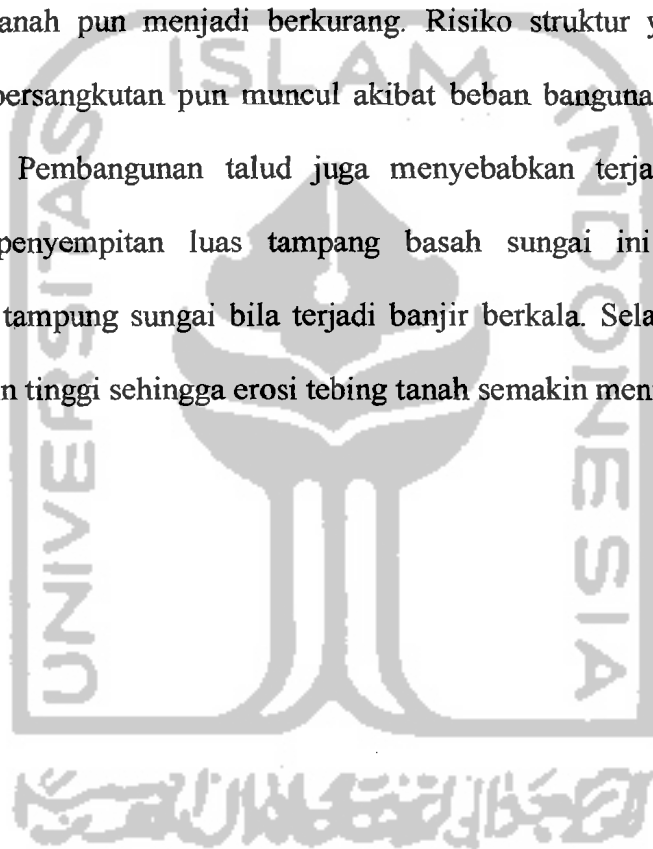 anah pun menjadi berkurang. Risiko struktur
ISLAM
bersangkutan pun muncul akibat beban banguna
Pembangunan talud juga menyebabkan terja
penyempitan luas tampang basah sungai ini
tampung sungai bila terjadi banjir berkala. Sela
n tinggi sehingga erosi tebing tanah semakin men
UNIVERSITAS
INDONESIA